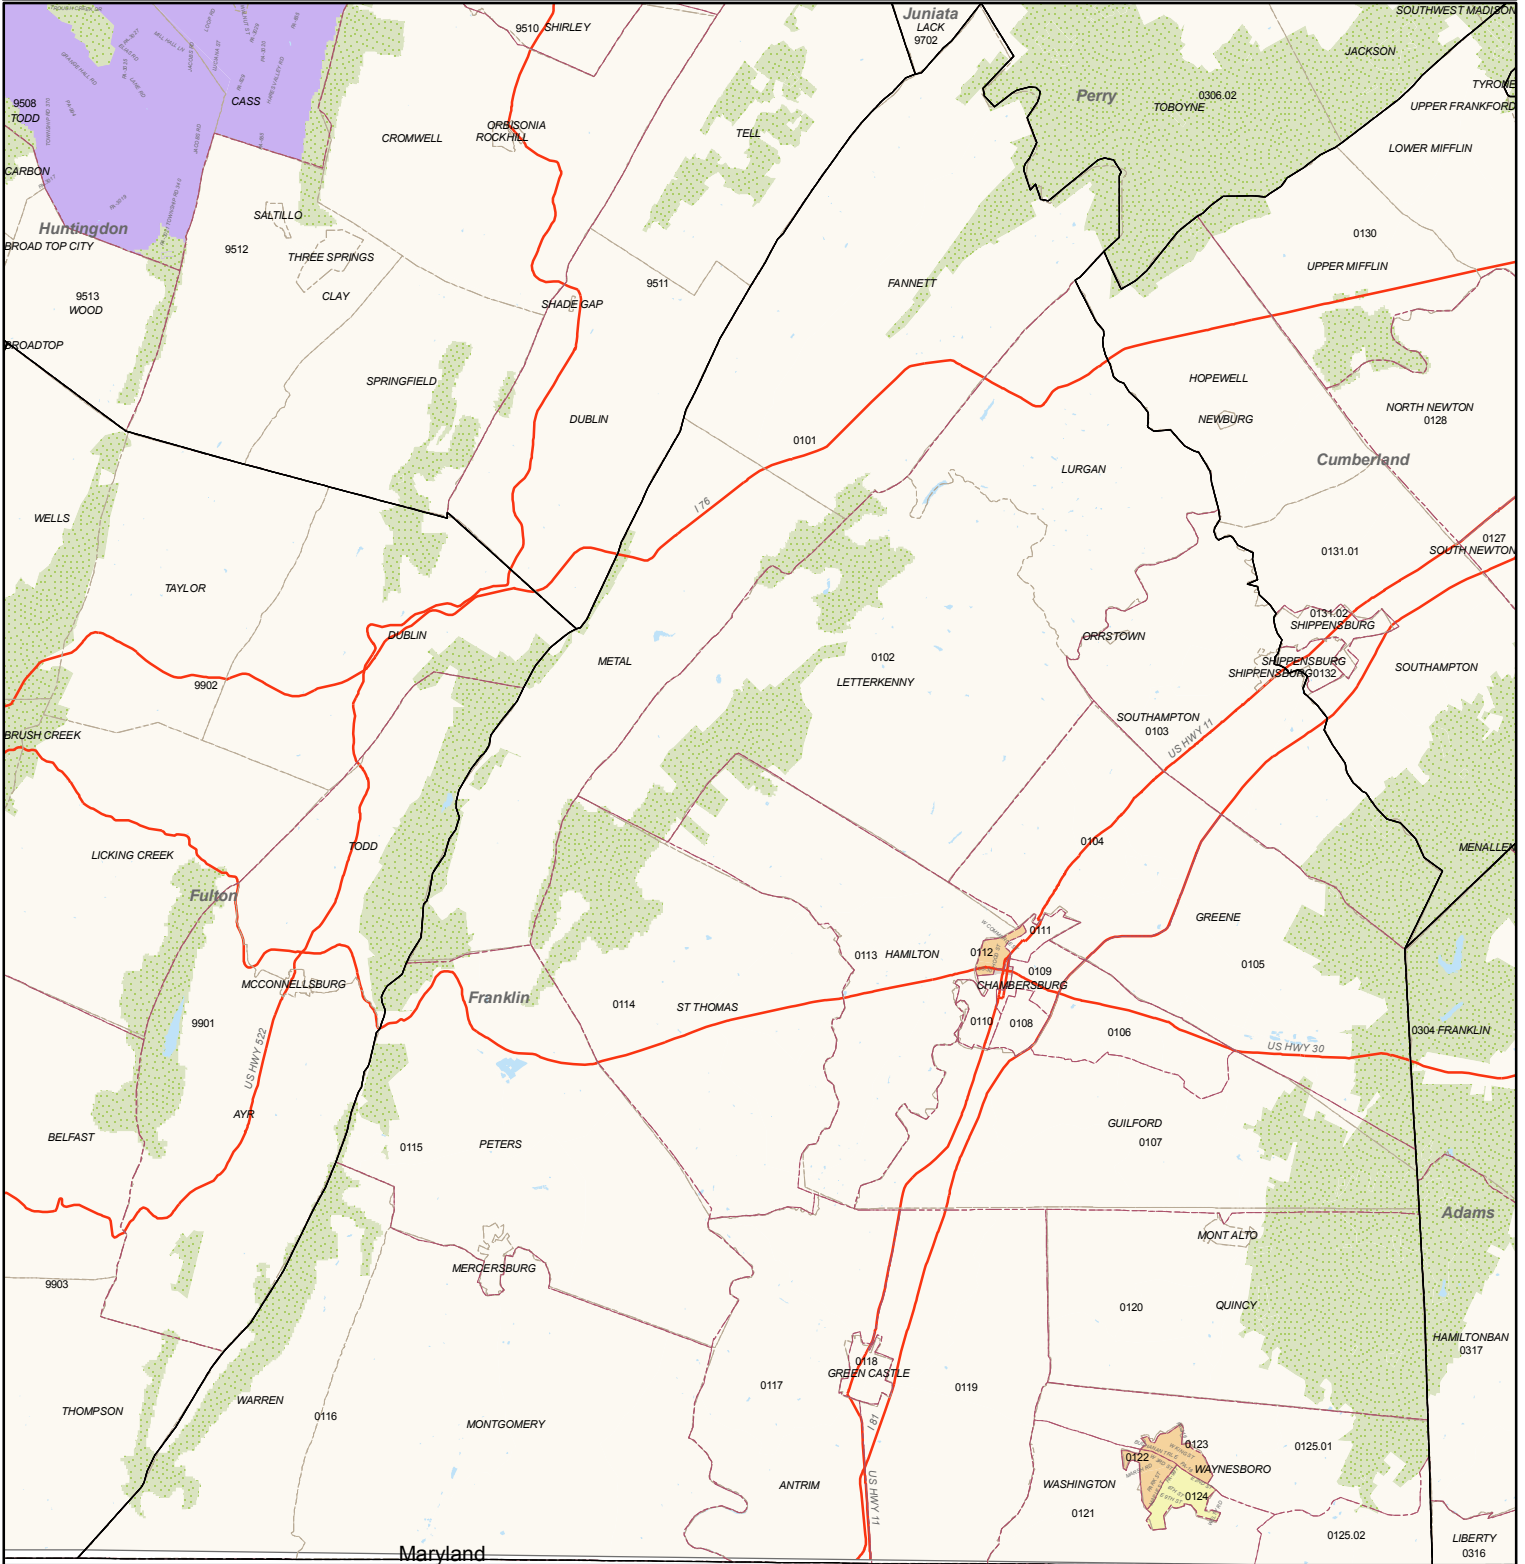 Juniata
LACK
9702
SOUTHWEST MADISON
9510 SHIRLEY
JACKSON
TYRONE
Perry
0306.02
TOBOYNE
UPPER FRANKFORD
9508
TODD
CASS
CROMWELL
ORBISONIA
ROCKHILL
TELL
LOWER MIFFLIN
CARBON
Huntingdon
BROAD TOP CITY
SALTILLO
9512
THREE SPRINGS
CLAY
0130
UPPER MIFFLIN
9513
WOOD
SHADE GAP
9511
FANNETT
BROADTOP
SPRINGFIELD
HOPEWELL
DUBLIN
NEWBURG
NORTH NEWTON
0128
0101
LURGAN
Cumberland
I 76
WELLS
0127
SOUTH NEWTON
0131.01
TAYLOR
0131.02
SHIPPENSBURG
DUBLIN
ORRSTOWN
METAL
0102
LETTERKENNY
SHIPPENSBURG
SHIPPENSBURG0132
SOUTHAMPTON
9902
SOUTHAMPTON
0103
US HWY 11
BRUSH CREEK
0104
TODD
LICKING CREEK
MENALLEN
Fulton
GREENE
0111
0112
0113 HAMILTON
0109
CHAMBERSBURG
0105
MCCONNELLSBURG
Franklin
0114
ST THOMAS
9901
0110
0108
0106
0304 FRANKLIN
US HWY 522
US HWY 30
AYR
BELFAST
0115
PETERS
GUILFORD
0107
Adams
MONT ALTO
MERCERSBURG
9903
0120
QUINCY
HAMILTONBAN
0317
0118
GREEN CASTLE
0117
0119
WARREN
THOMPSON
0116
MONTGOMERY
I 81
0123
0122
0125.01
WAYNESBORO
ANTRIM
WASHINGTON
0124
0121
US HWY 11
0125.02
LIBERTY
0316
Maryland